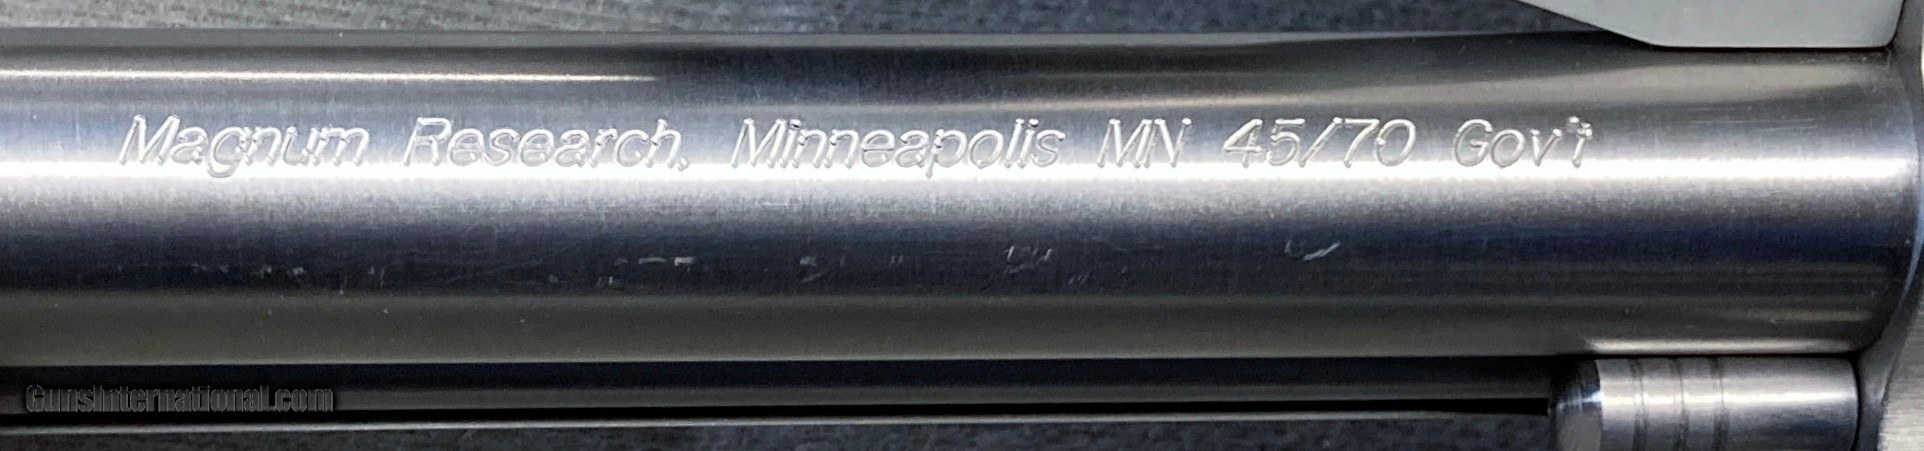 Magnum Research, Minneapolis MN 45/70 Gov't
GunsInternational.com